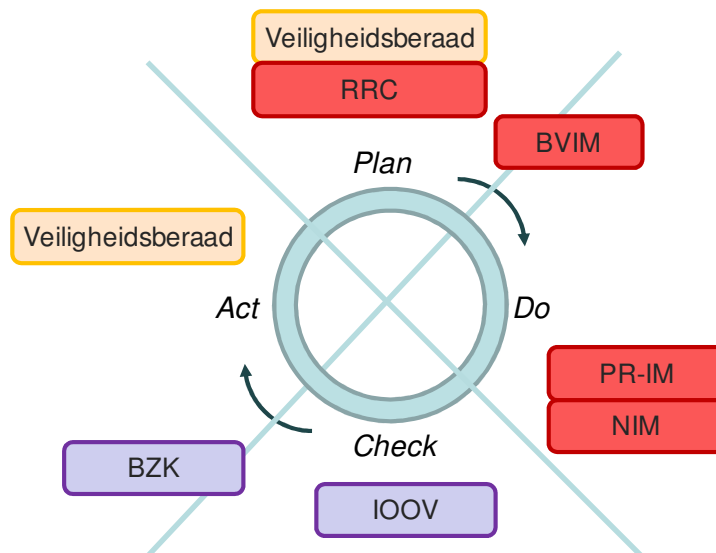 Veiligheidsberaad
RRC
BVIM
Plan
Veiligheidsberaad
Act
Do
PR-IM
NIM
Check
BZK
IOOV